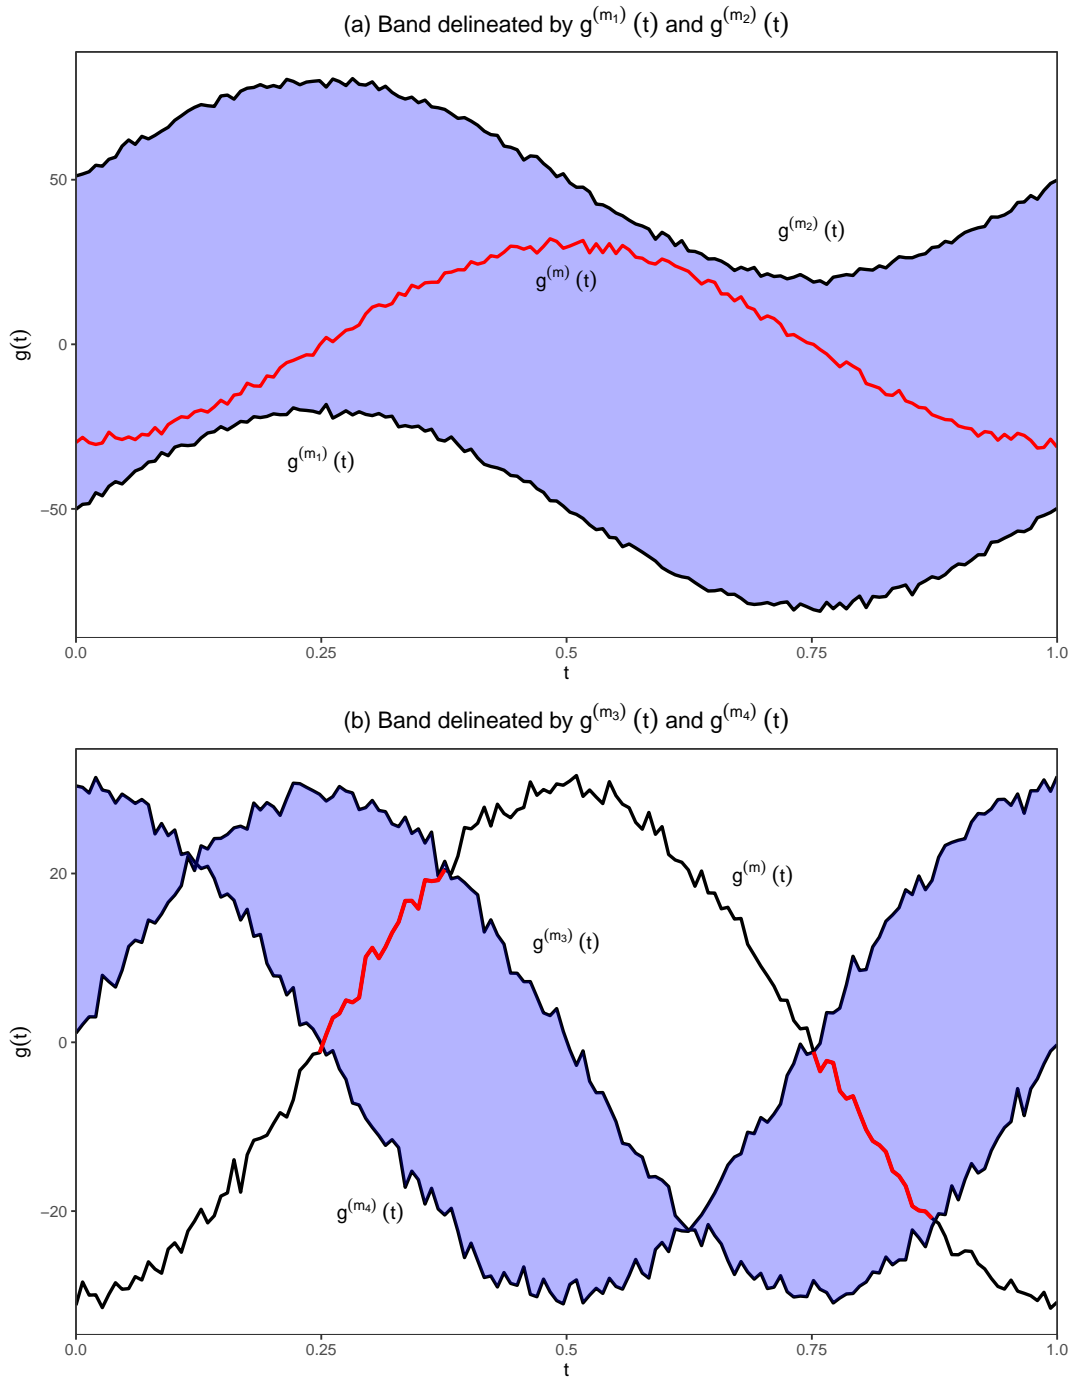 (a) Band delineated by g^(m₁) (t) and g^(m₂) (t)
50
0
−50
g(t)
g^(m₂) (t)
g^(m) (t)
g^(m₁) (t)
0.0 0.25 0.5 0.75 1.0
t
(b) Band delineated by g^(m₃) (t) and g^(m₄) (t)
20
0
−20
g(t)
g^(m) (t)
g^(m₃) (t)
g^(m₄) (t)
0.0 0.25 0.5 0.75 1.0
t